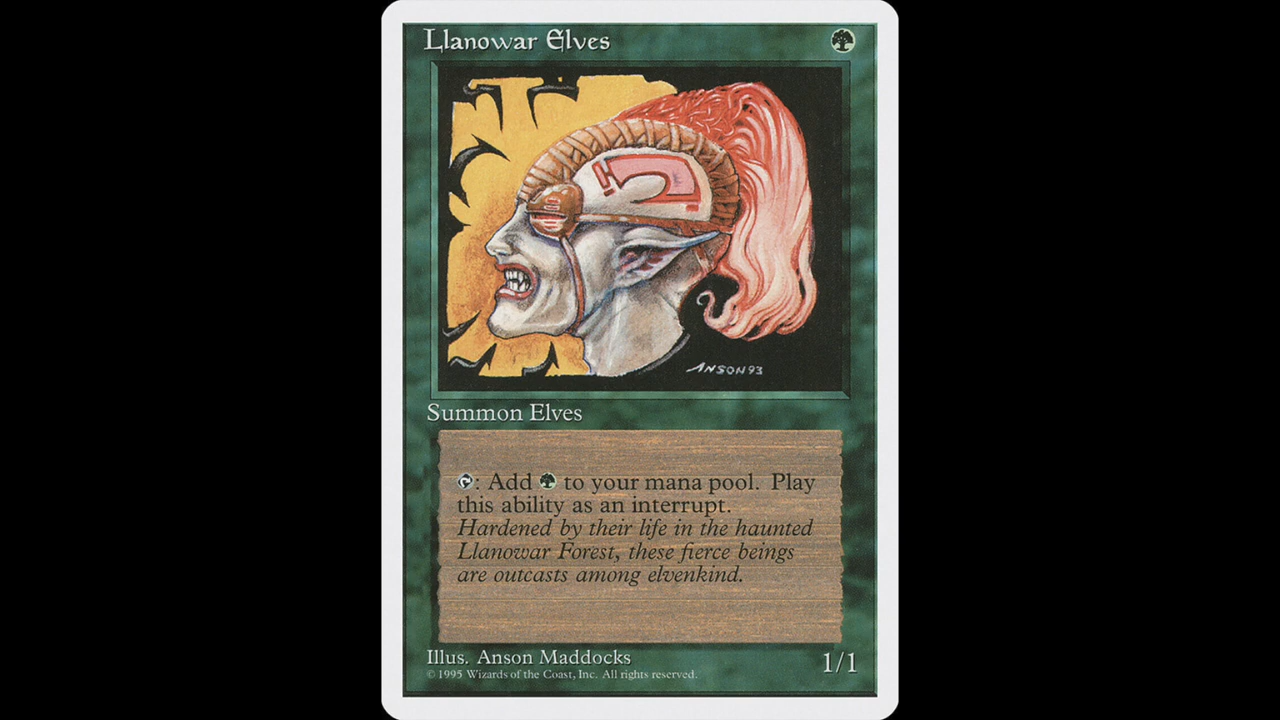 Llanowar Elves
ANSON 93
Summon Elves
: Add to your mana pool. Play
this ability as an interrupt.
Hardened by their life in the haunted
Llanowar Forest, these fierce beings
are outcasts among elvenkind.
Illus. Anson Maddocks
© 1995 Wizards of the Coast, Inc. All rights reserved.
1/1